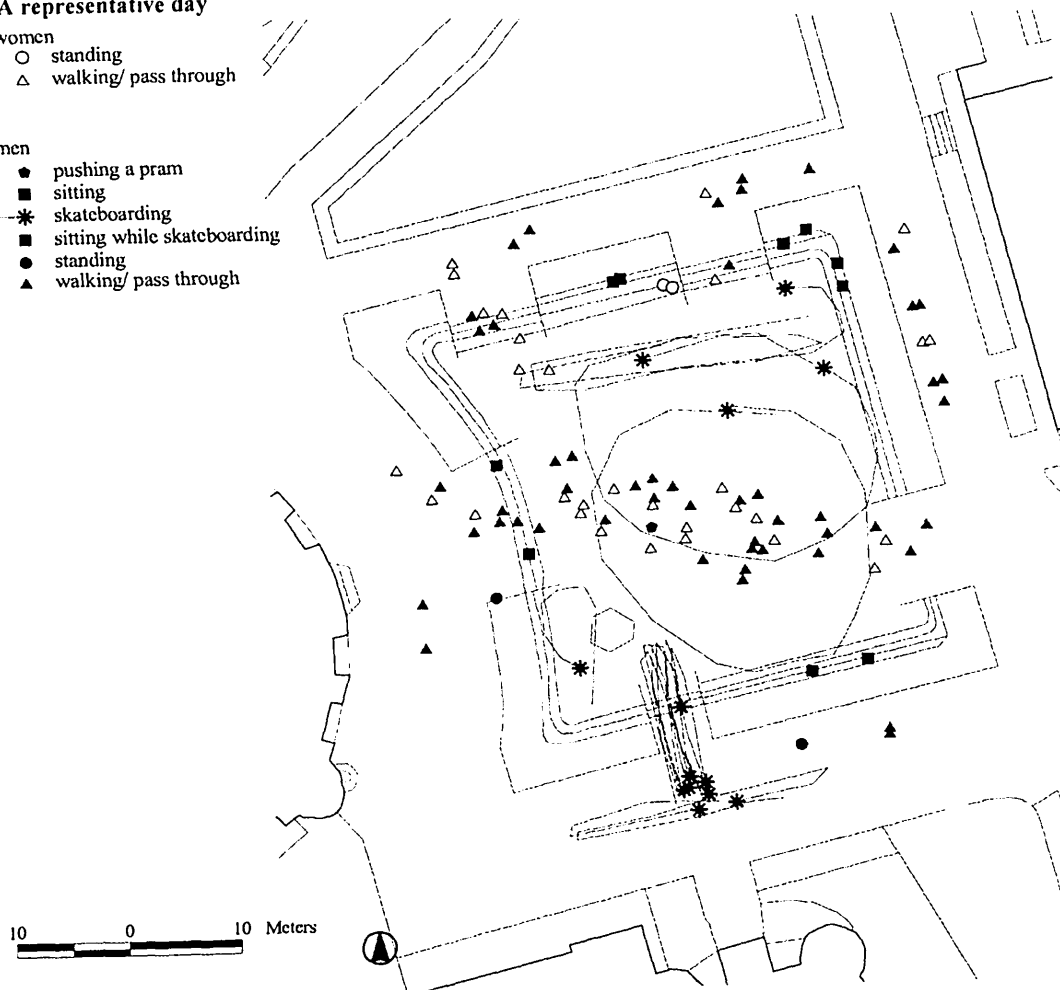 A representative day
women
standing
walking/ pass through
men
pushing a pram
sitting
skateboarding
sitting while skateboarding
standing
walking/ pass through
10 0 10 Meters